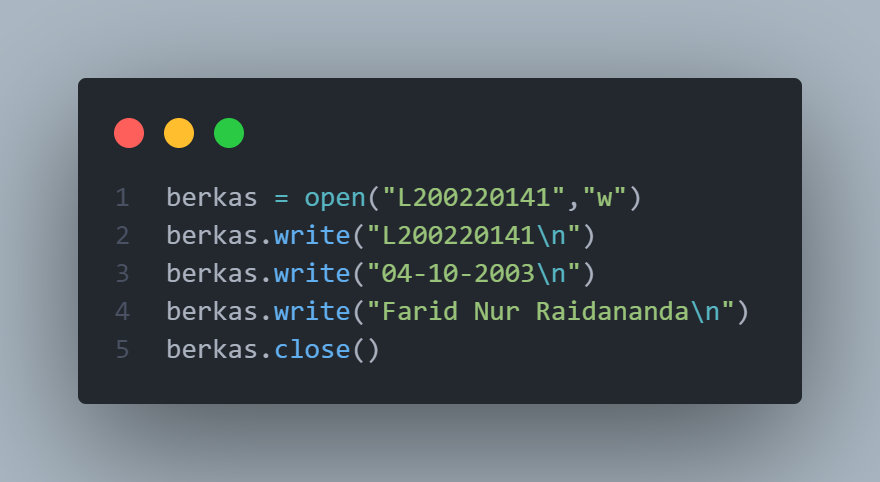 1 berkas = open("L200220141","w")
2 berkas.write("L200220141\n")
3 berkas.write("04-10-2003\n")
4 berkas.write("Farid Nur Raidananda\n")
5 berkas.close()